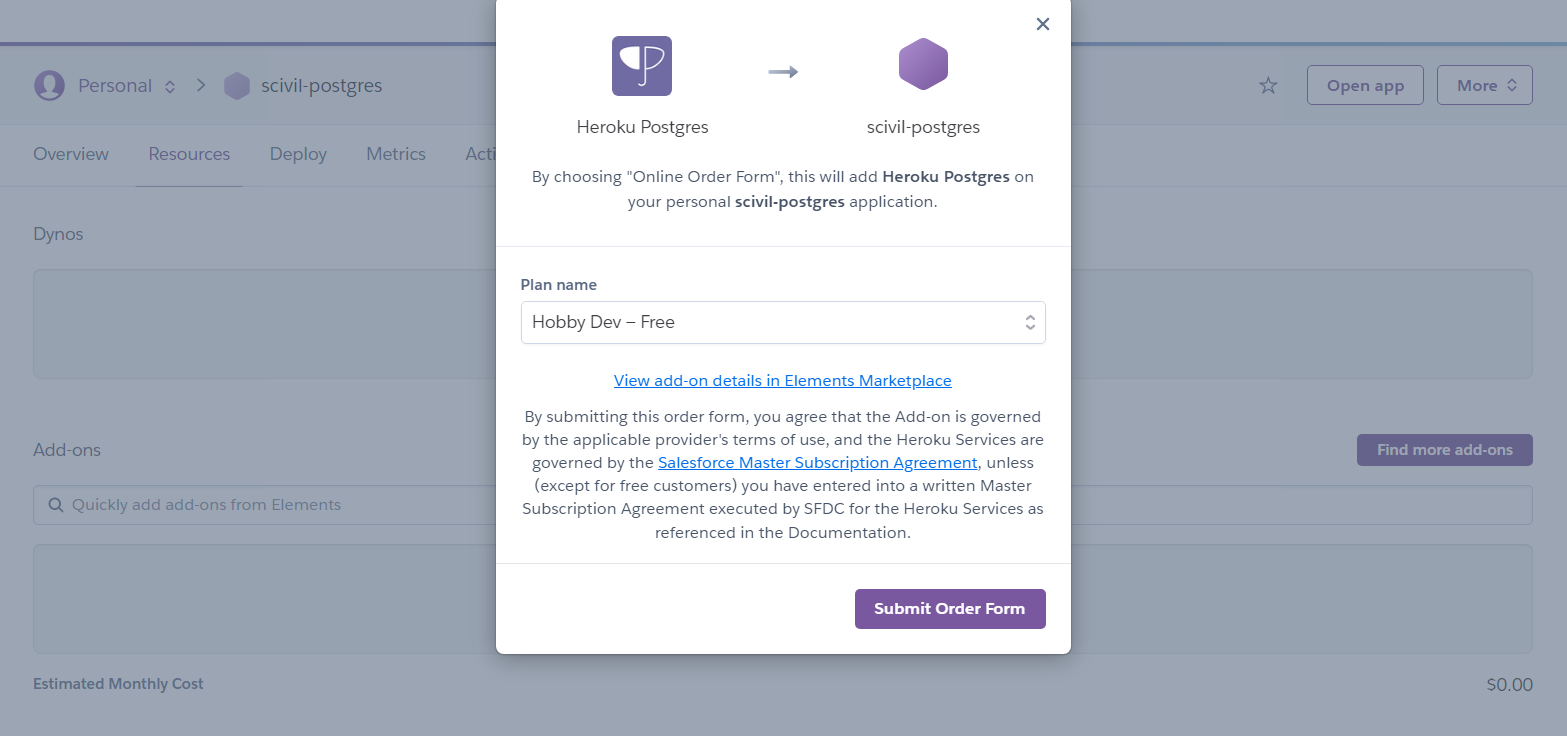 Personal
scivil-postgres
Open app
More
Overview
Resources
Deploy
Metrics
Acti
Heroku Postgres
scivil-postgres
By choosing "Online Order Form", this will add Heroku Postgres on
your personal scivil-postgres application.
Dynos
Plan name
Hobby Dev – Free
View add-on details in Elements Marketplace
By submitting this order form, you agree that the Add-on is governed
by the applicable provider's terms of use, and the Heroku Services are
governed by the Salesforce Master Subscription Agreement, unless
(except for free customers) you have entered into a written Master
Subscription Agreement executed by SFDC for the Heroku Services as
referenced in the Documentation.
Submit Order Form
Add-ons
Find more add-ons
Quickly add add-ons from Elements
Estimated Monthly Cost
$0.00